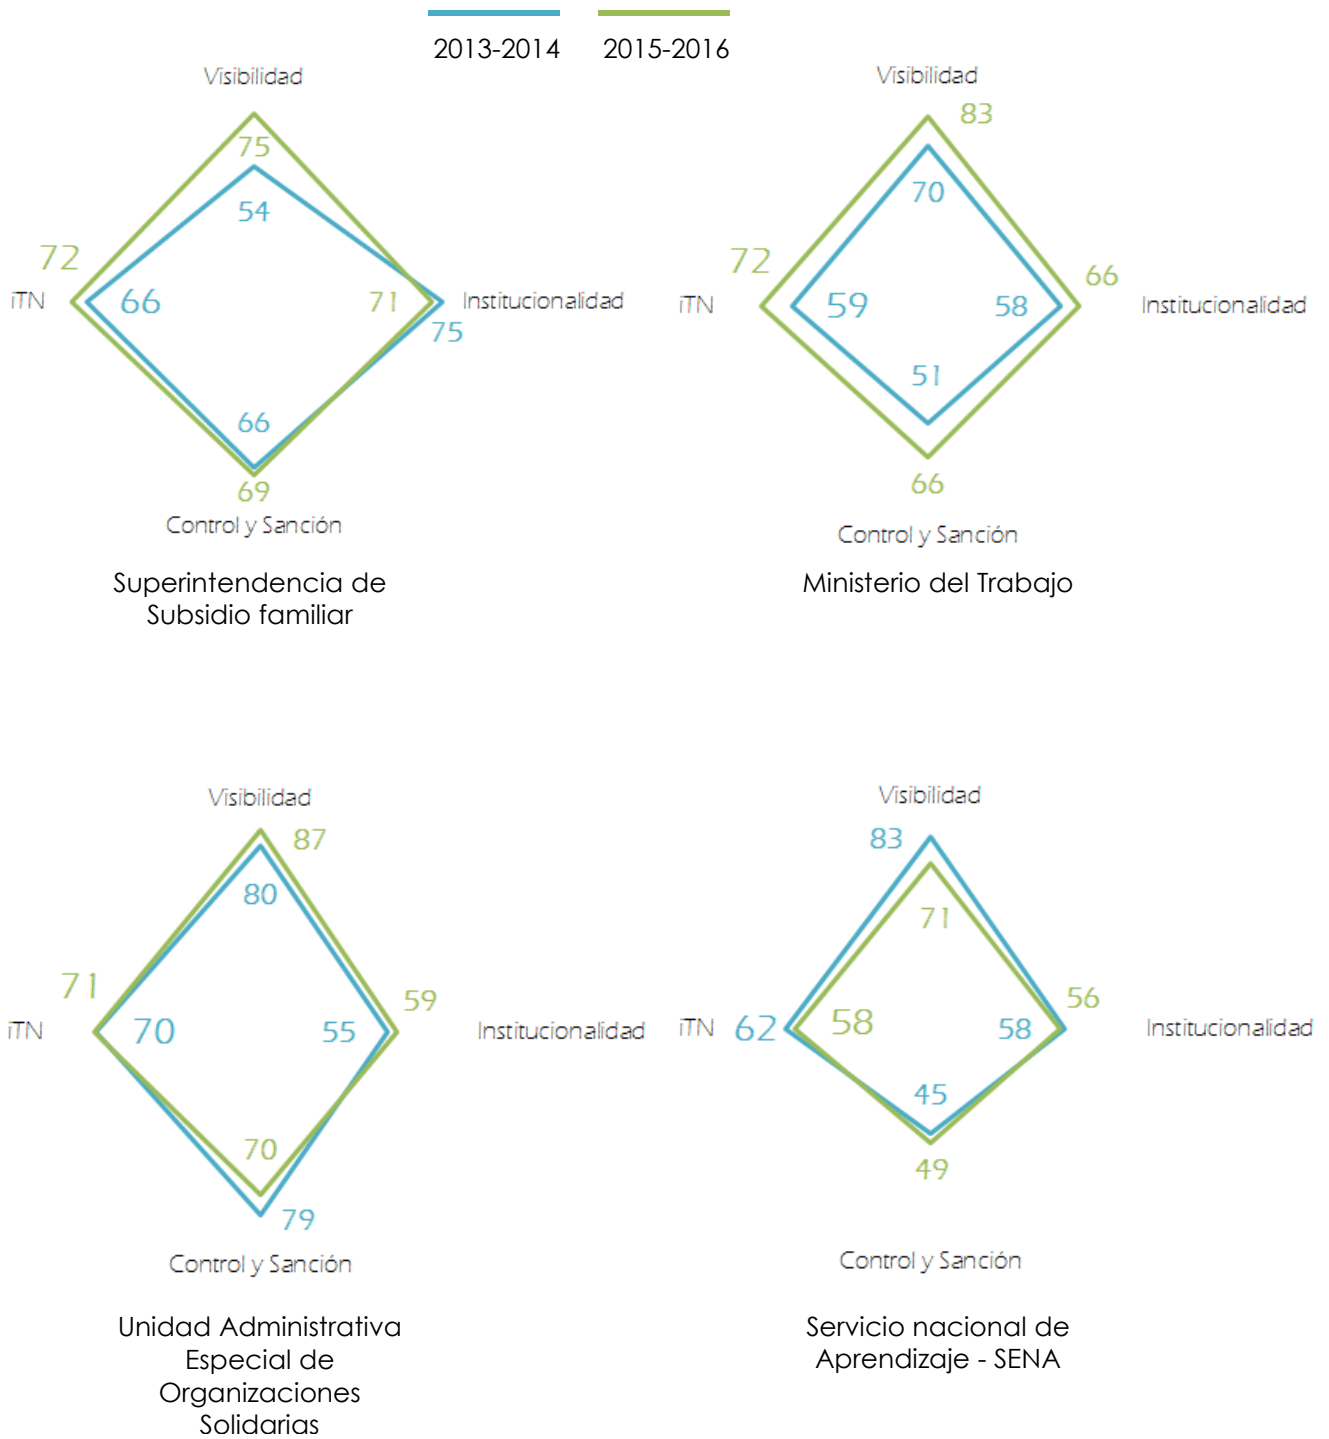 2013-2014 2015-2016
Visibilidad
75
54
72
iTN
66
71
Institucionalidad
75
66
69
Control y Sanción
Superintendencia de
Subsidio familiar
Visibilidad
83
70
72
iTN
59
58
66
Institucionalidad
51
66
Control y Sanción
Ministerio del Trabajo
Visibilidad
87
80
71
iTN
70
55
59
Institucionalidad
70
79
Control y Sanción
Unidad Administrativa
Especial de
Organizaciones
Solidarias
Visibilidad
83
71
iTN
62
58
58
56
Institucionalidad
45
49
Control y Sanción
Servicio nacional de
Aprendizaje - SENA